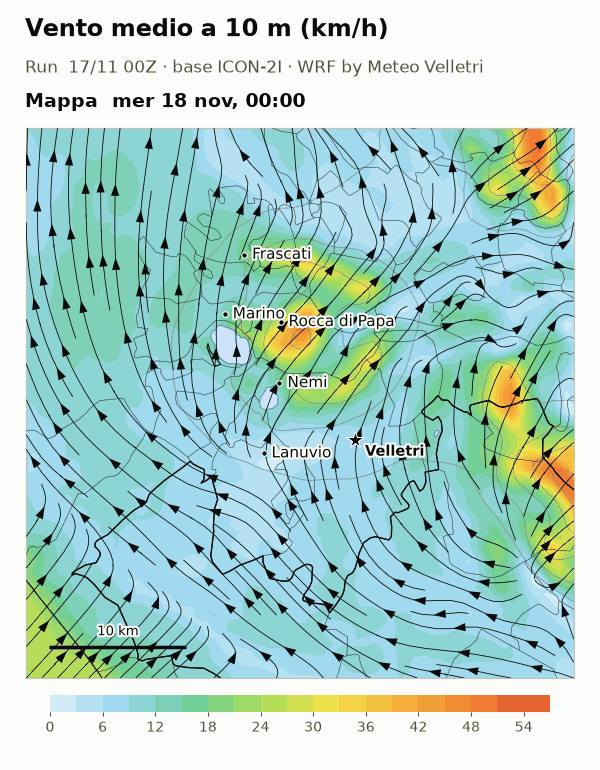 Vento medio a 10 m (km/h)
Run  17/11 00Z · base ICON-2I · WRF by Meteo Velletri
Mappa  mer 18 nov, 00:00
Frascati
Marino
Rocca di Papa
Nemi
Velletri
Lanuvio
10 km
0 6 12 18 24 30 36 42 48 54